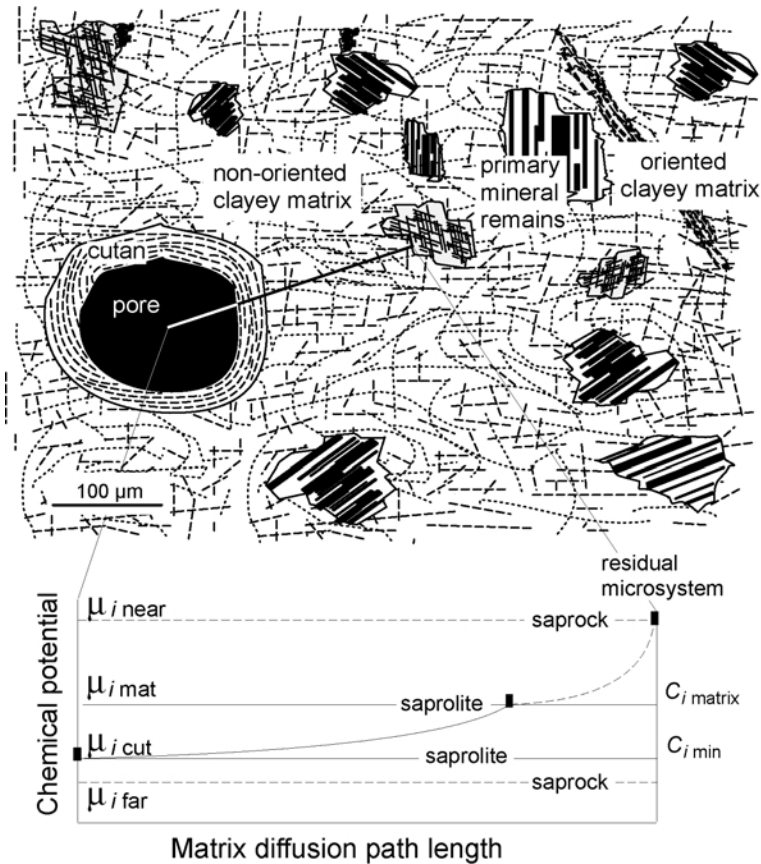 non-oriented
clayey matrix
primary
mineral
remains
oriented
clayey matrix
cutan
pore
100 µm
residual
microsystem
Chemical potential
μi near
saprock
μi mat
saprolite
Ci matrix
μi cut
saprolite
Ci min
saprock
μi far
Matrix diffusion path length